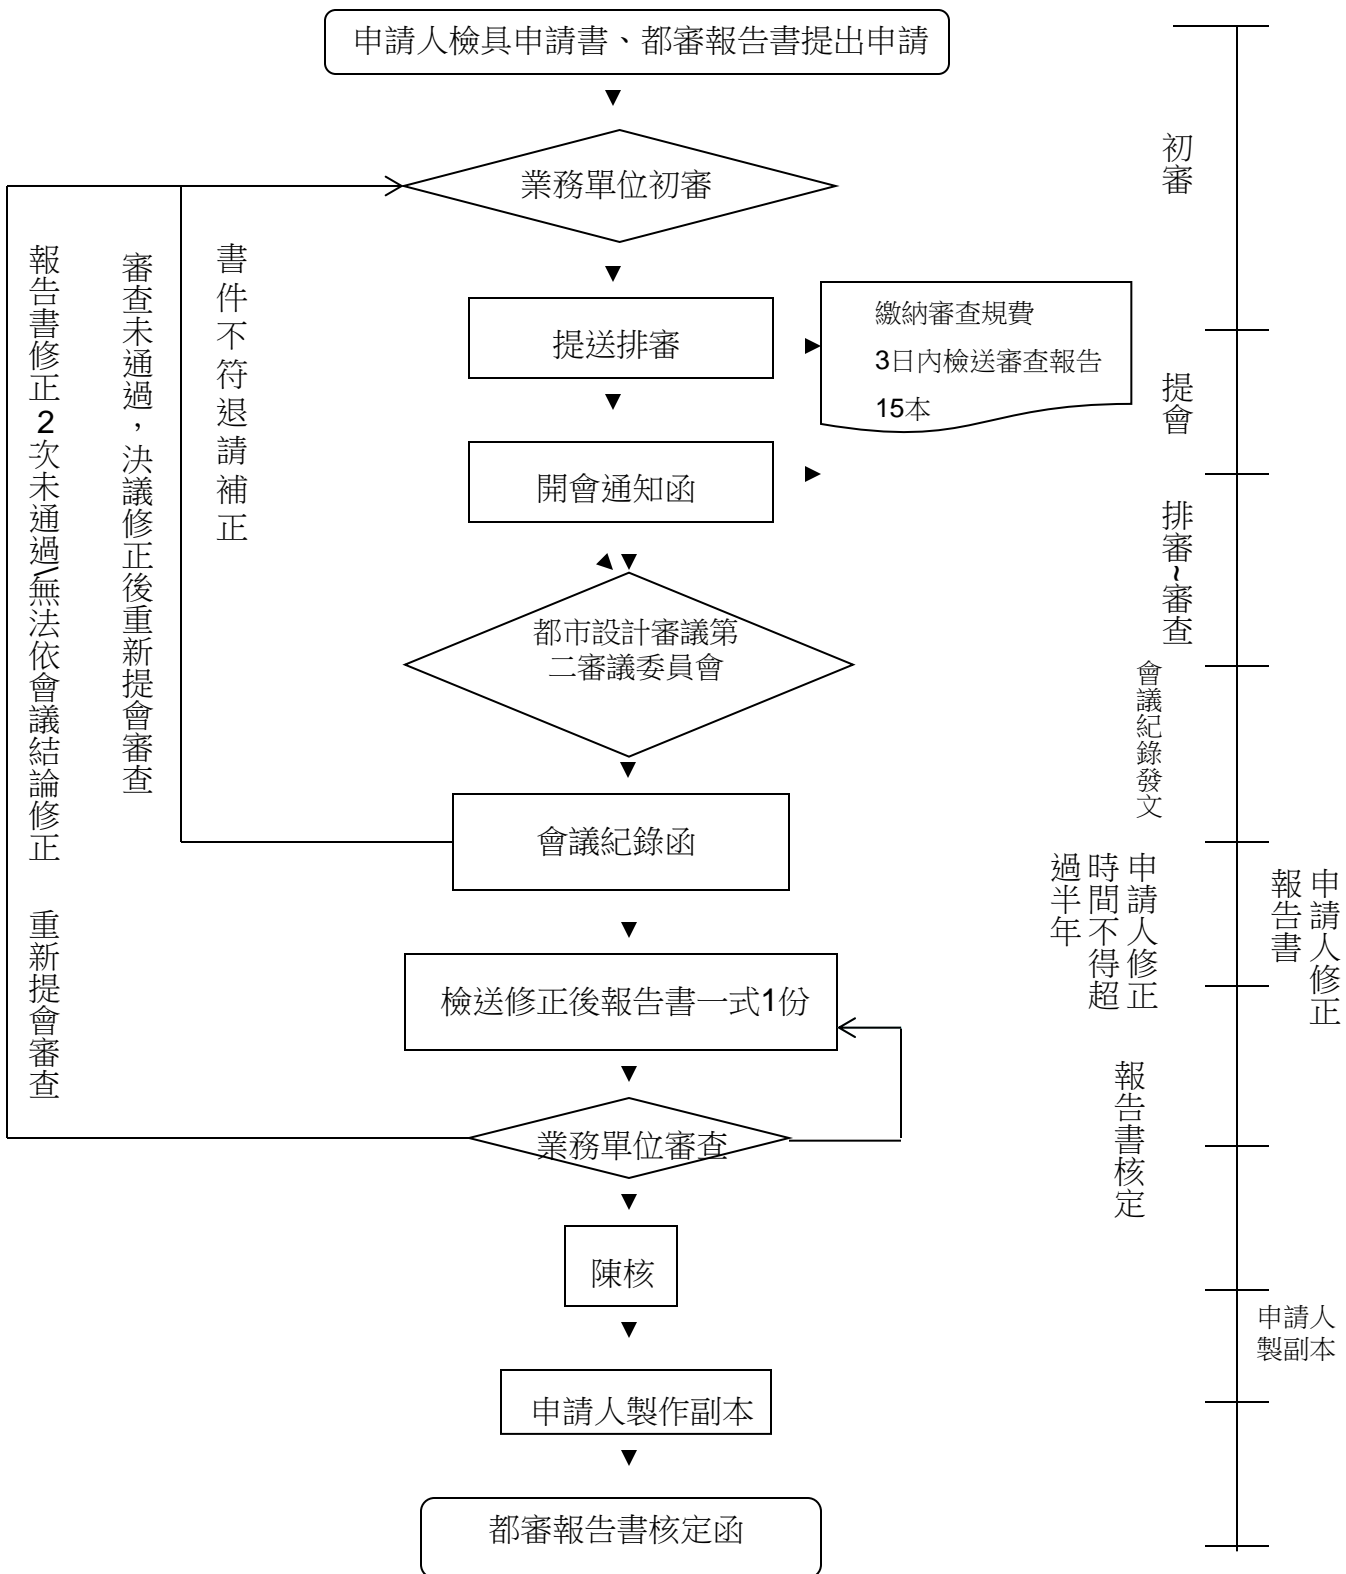 申請人檢具申請書、都審報告書提出申請
業務單位初審
提送排審
繳納審查規費
3日內檢送審查報告
15本
開會通知函
都市設計審議第
二審議委員會
會議紀錄函
檢送修正後報告書一式1份
業務單位審查
陳核
申請人製作副本
都審報告書核定函
書件不符退請補正
審查未通過，決議修正後重新提會審查
報告書修正2次未通過/無法依會議結論修正 重新提會審查
初審
提會
排審~審查
會議紀錄發文
申請人修正
時間不得超
過半年
申請人修正
報告書
報告書核定
申請人
製副本